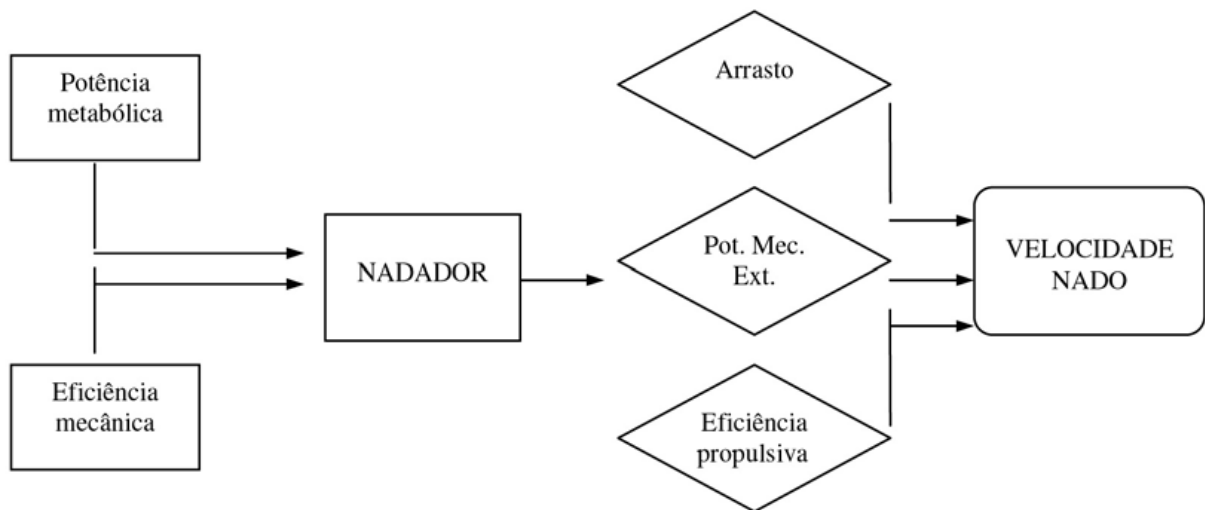 Potência
metabólica
Eficiência
mecânica
NADADOR
Arrasto
Pot. Mec.
Ext.
Eficiência
propulsiva
VELOCIDADE
NADO